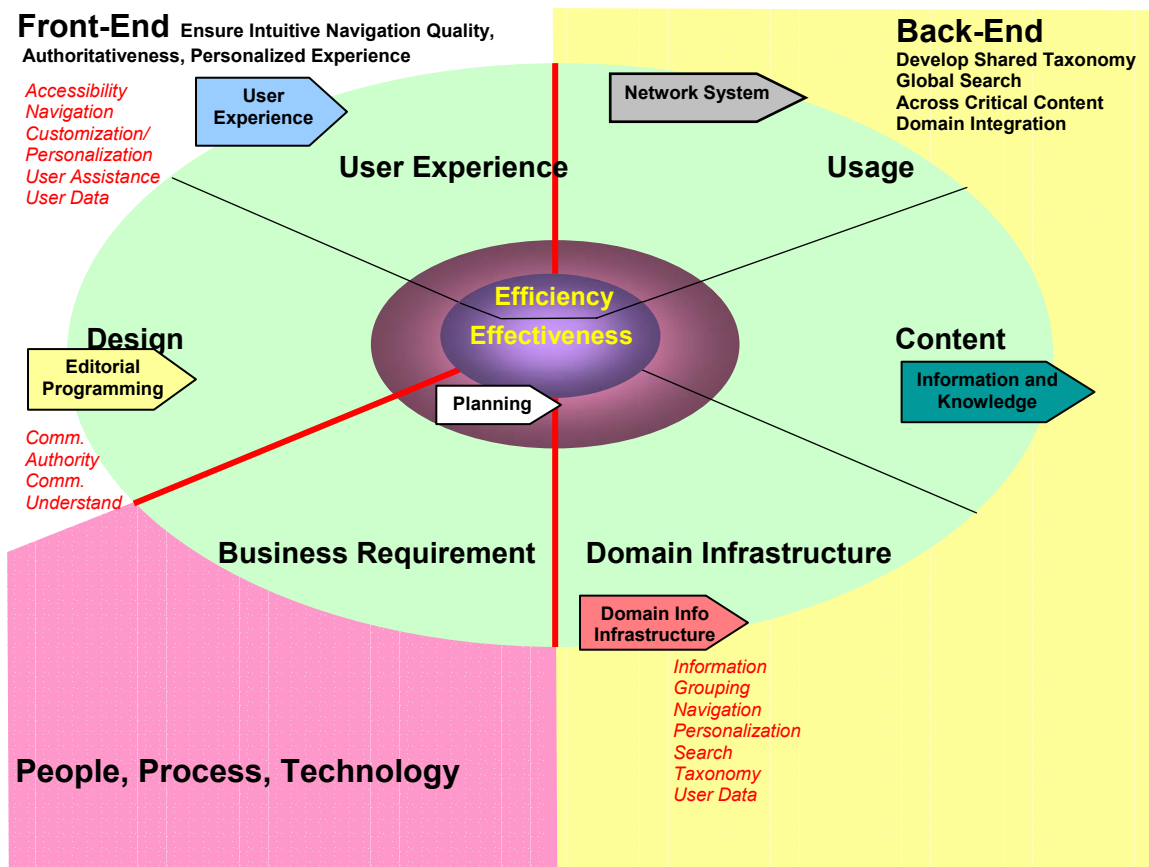 Front-End Ensure Intuitive Navigation Quality,
Authoritativeness, Personalized Experience
Back-End
Develop Shared Taxonomy
Global Search
Across Critical Content
Domain Integration
Accessibility
Navigation
Customization/
Personalization
User Assistance
User Data
User
Experience
Network System
User Experience
Usage
Efficiency
Effectiveness
Design
Editorial
Programming
Content
Information and
Knowledge
Planning
Comm.
Authority
Comm.
Understand
Business Requirement
Domain Infrastructure
Domain Info
Infrastructure
Information
Grouping
Navigation
Personalization
Search
Taxonomy
User Data
People, Process, Technology